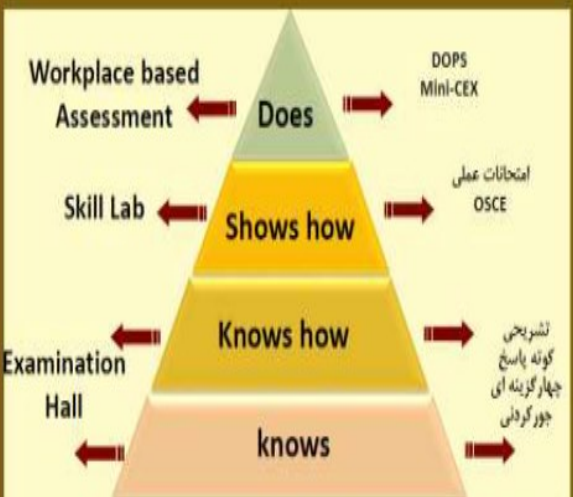 Workplace based
Assessment
Does
DOPS
Mini-CEX
Skill Lab
Shows how
امتحانات عملی
OSCE
Examination
Hall
Knows how
تشریحی
کوته پاسخ
چهارگزینه ای
جورکردنی
knows